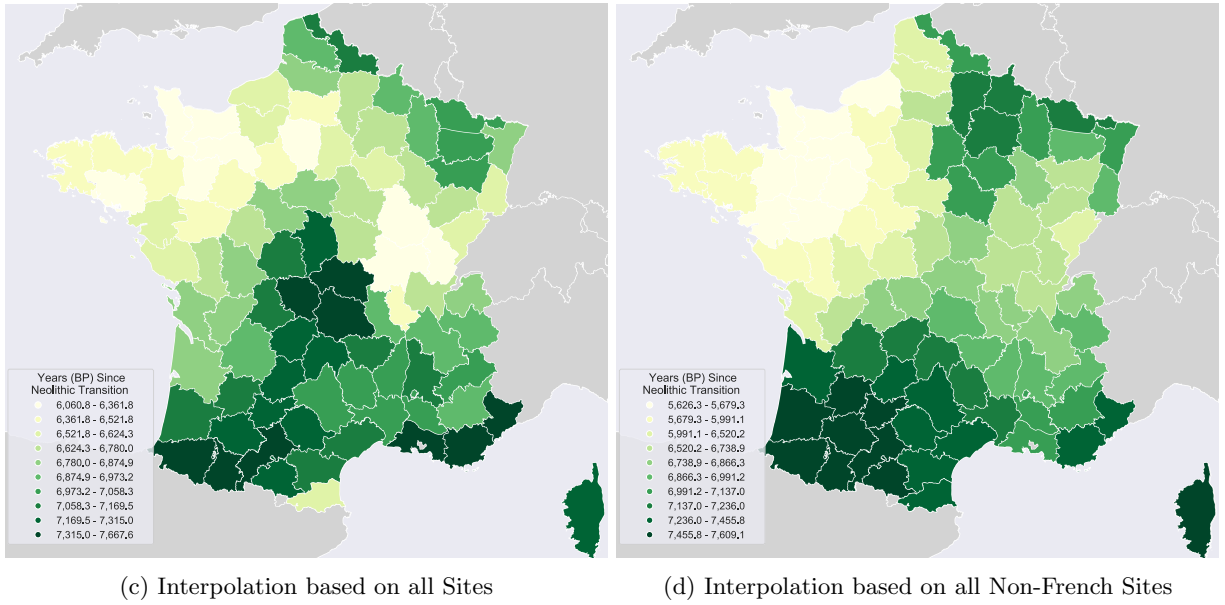 Years (BP) Since
Neolithic Transition
6,060.8 - 6,361.8
6,361.8 - 6,521.8
6,521.8 - 6,624.3
6,624.3 - 6,780.0
6,780.0 - 6,874.9
6,874.9 - 6,973.2
6,973.2 - 7,058.3
7,058.3 - 7,169.5
7,169.5 - 7,315.0
7,315.0 - 7,667.6
(c) Interpolation based on all Sites
Years (BP) Since
Neolithic Transition
5,626.3 - 5,679.3
5,679.3 - 5,991.1
5,991.1 - 6,520.2
6,520.2 - 6,738.9
6,738.9 - 6,866.3
6,866.3 - 6,991.2
6,991.2 - 7,137.0
7,137.0 - 7,236.0
7,236.0 - 7,455.8
7,455.8 - 7,609.1
(d) Interpolation based on all Non-French Sites